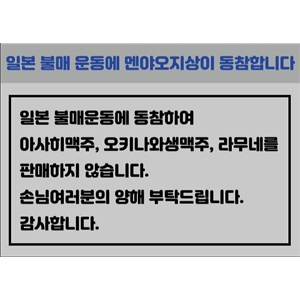 일본 불매 운동에 멘야오지상이 동참합니다
일본 불매운동에 동참하여
아사히맥주, 오키나와생맥주, 라무네를
판매하지 않습니다.
손님여러분의 양해 부탁드립니다.
감사합니다.